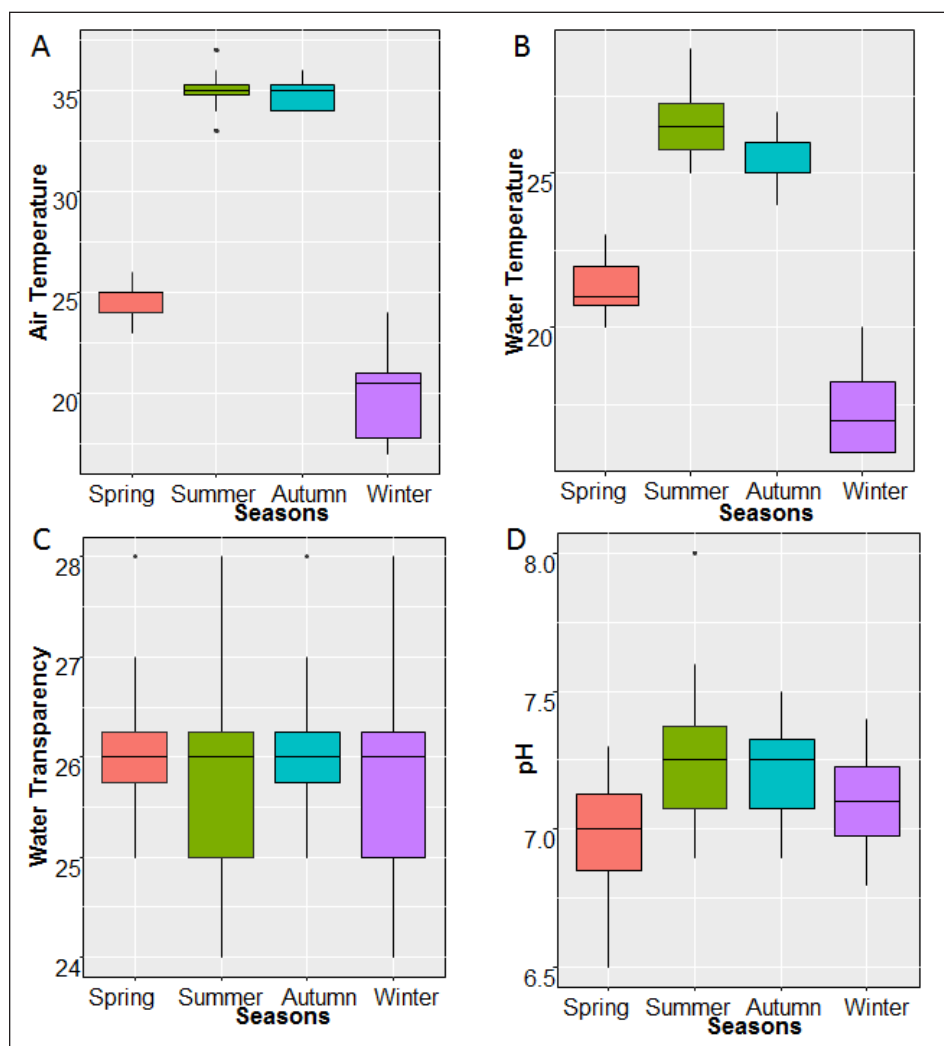 A
Air Temperature
35
30
25
20
Spring Summer Autumn Winter
Seasons
B
Water Temperature
25
20
Spring Summer Autumn Winter
Seasons
C
Water Transparency
28
27
26
25
24
Spring Summer Autumn Winter
Seasons
D
pH
8.0
7.5
7.0
6.5
Spring Summer Autumn Winter
Seasons